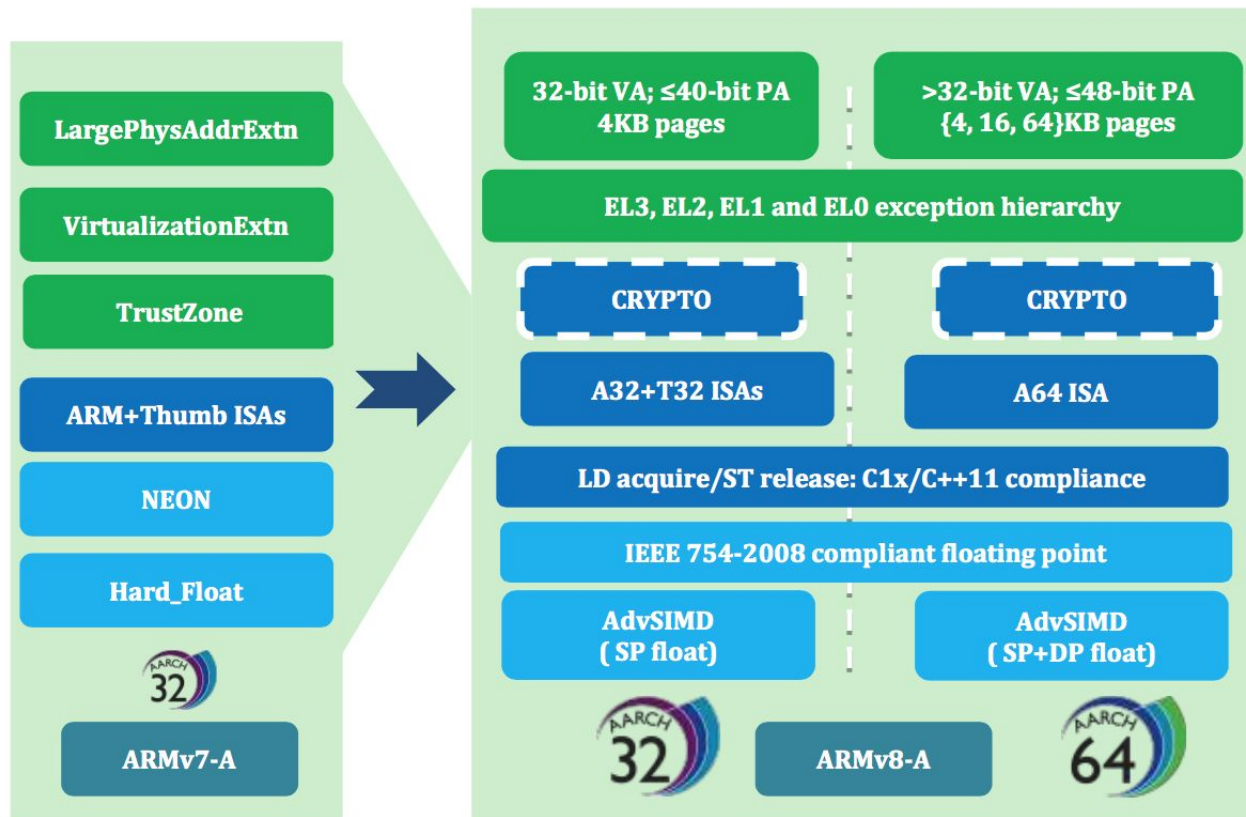 LargePhysAddrExtn
VirtualizationExtn
TrustZone
ARM+Thumb ISAs
NEON
Hard_Float
AARCH
32
ARMv7-A
32-bit VA; ≤40-bit PA
4KB pages
>32-bit VA; ≤48-bit PA
{4, 16, 64}KB pages
EL3, EL2, EL1 and EL0 exception hierarchy
CRYPTO
CRYPTO
A32+T32 ISAs
A64 ISA
LD acquire/ST release: C1x/C++11 compliance
IEEE 754-2008 compliant floating point
AdvSIMD
( SP float)
AdvSIMD
( SP+DP float)
AARCH
32
ARMv8-A
AARCH
64